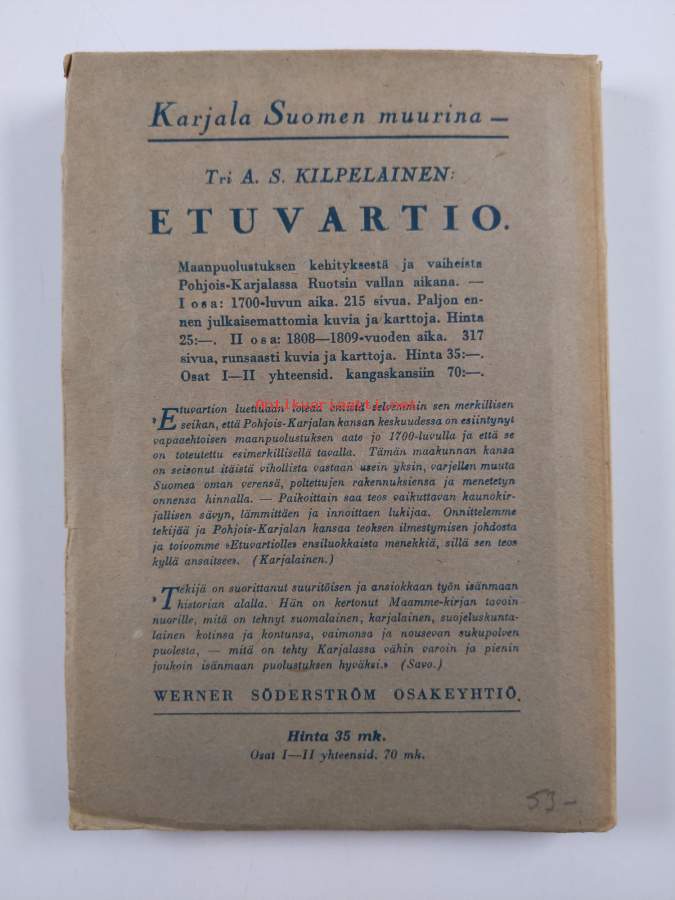 Karjala Suomen muurina —
Tri A. S. KILPELAINEN:
ETUVARTIO.
Maanpuolustuksen kehityksestä ja vaiheista
Pohjois-Karjalassa Ruotsin vallan aikana. —
I osa: 1700-luvun aika. 215 sivua. Paljon en-
nen julkaisemattomia kuvia ja karttoja. Hinta
25:—. II osa: 1808—1809-vuoden aika. 317
sivua, runsaasti kuvia ja karttoja. Hinta 35:—.
Osat I—II yhteensid. kangaskansiin 70:—.
Antikvariaatti.net
»Etuvartion luettuaan toteaa entistä selvemmin sen merkillisen
seikan, että Pohjois-Karjalan kansan keskuudessa on esiintynyt
vapaaehtoisen maanpuolustuksen aate jo 1700-luvulla ja että se
on toteutettu esimerkillisellä tavalla. Tämän maakunnan kansa
on seisonut itäistä vihollista vastaan usein yksin, varjellen muuta
Suomea oman verensä, poltettujen rakennuksiensa ja menetetyn
onnensa hinnalla. — Paikoittain saa teos vaikuttavan kaunokir-
jallisen sävyn, lämmittäen ja innoittaen lukijaa. Onnittelemme
tekijää ja Pohjois-Karjalan kansaa teoksen ilmestymisen johdosta
ja toivomme »Etuvartiolle» ensiluokkaista menekkiä, sillä sen teos
kyllä ansaitsee». (Karjalainen.)
»Tekijä on suorittanut suuritöisen ja ansiokkaan työn isänmaan
historian alalla. Hän on kertonut Maamme-kirjan tavoin
nuorille, mitä on tehnyt suomalainen, karjalainen, suojeluskunta-
lainen kotinsa ja kontunsa, vaimonsa ja nousevan sukupolven
puolesta, — mitä on tehty Karjalassa vähin varoin ja pienin
joukoin isänmaan puolustuksen hyväksi.» (Savo.)
WERNER SÖDERSTRÖM OSAKEYHTIÖ.
Hinta 35 mk.
Osat I—II yhteensid. 70 mk.
53-